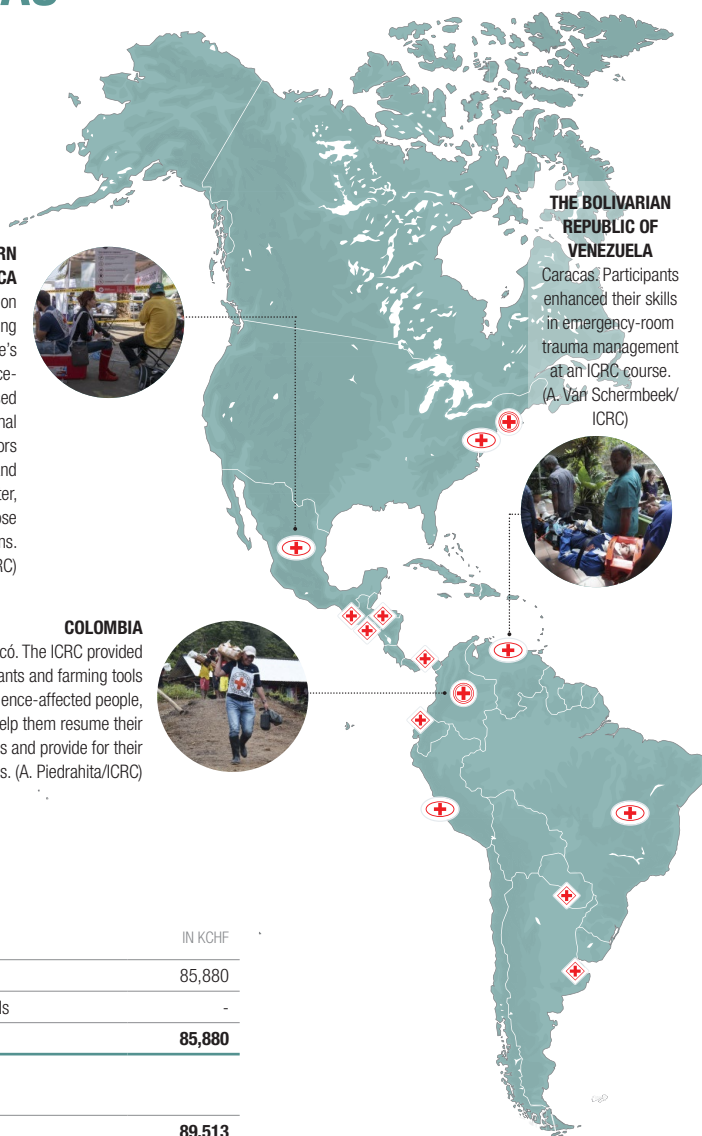 AS
THE BOLIVARIAN
REPUBLIC OF
VENEZUELA
Caracas. Participants
enhanced their skills
in emergency-room
trauma management
at an ICRC course.
(A. Van Schermbeek/
ICRC)
RN
CA
on
ng
e's
ce-
ed
nal
ors
nd
ter,
ose
ns.
RC)
COLOMBIA
có. The ICRC provided
ants and farming tools
ence-affected people,
elp them resume their
s and provide for their
s. (A. Piedrahita/ICRC)
IN KCHF
85,880
ds -
85,880
89,513